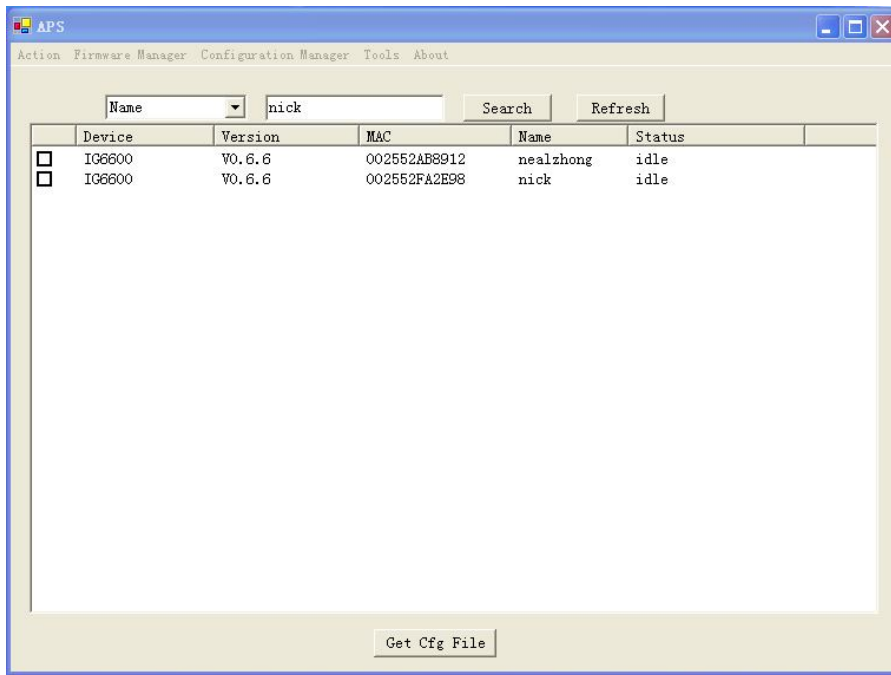 APS
Action Firmware Manager Configuration Manager Tools About
Name nick Search Refresh
Device Version MAC Name Status
IG6600 V0.6.6 002552AB8912 nealzhong idle
IG6600 V0.6.6 002552FA2E98 nick idle
Get Cfg File